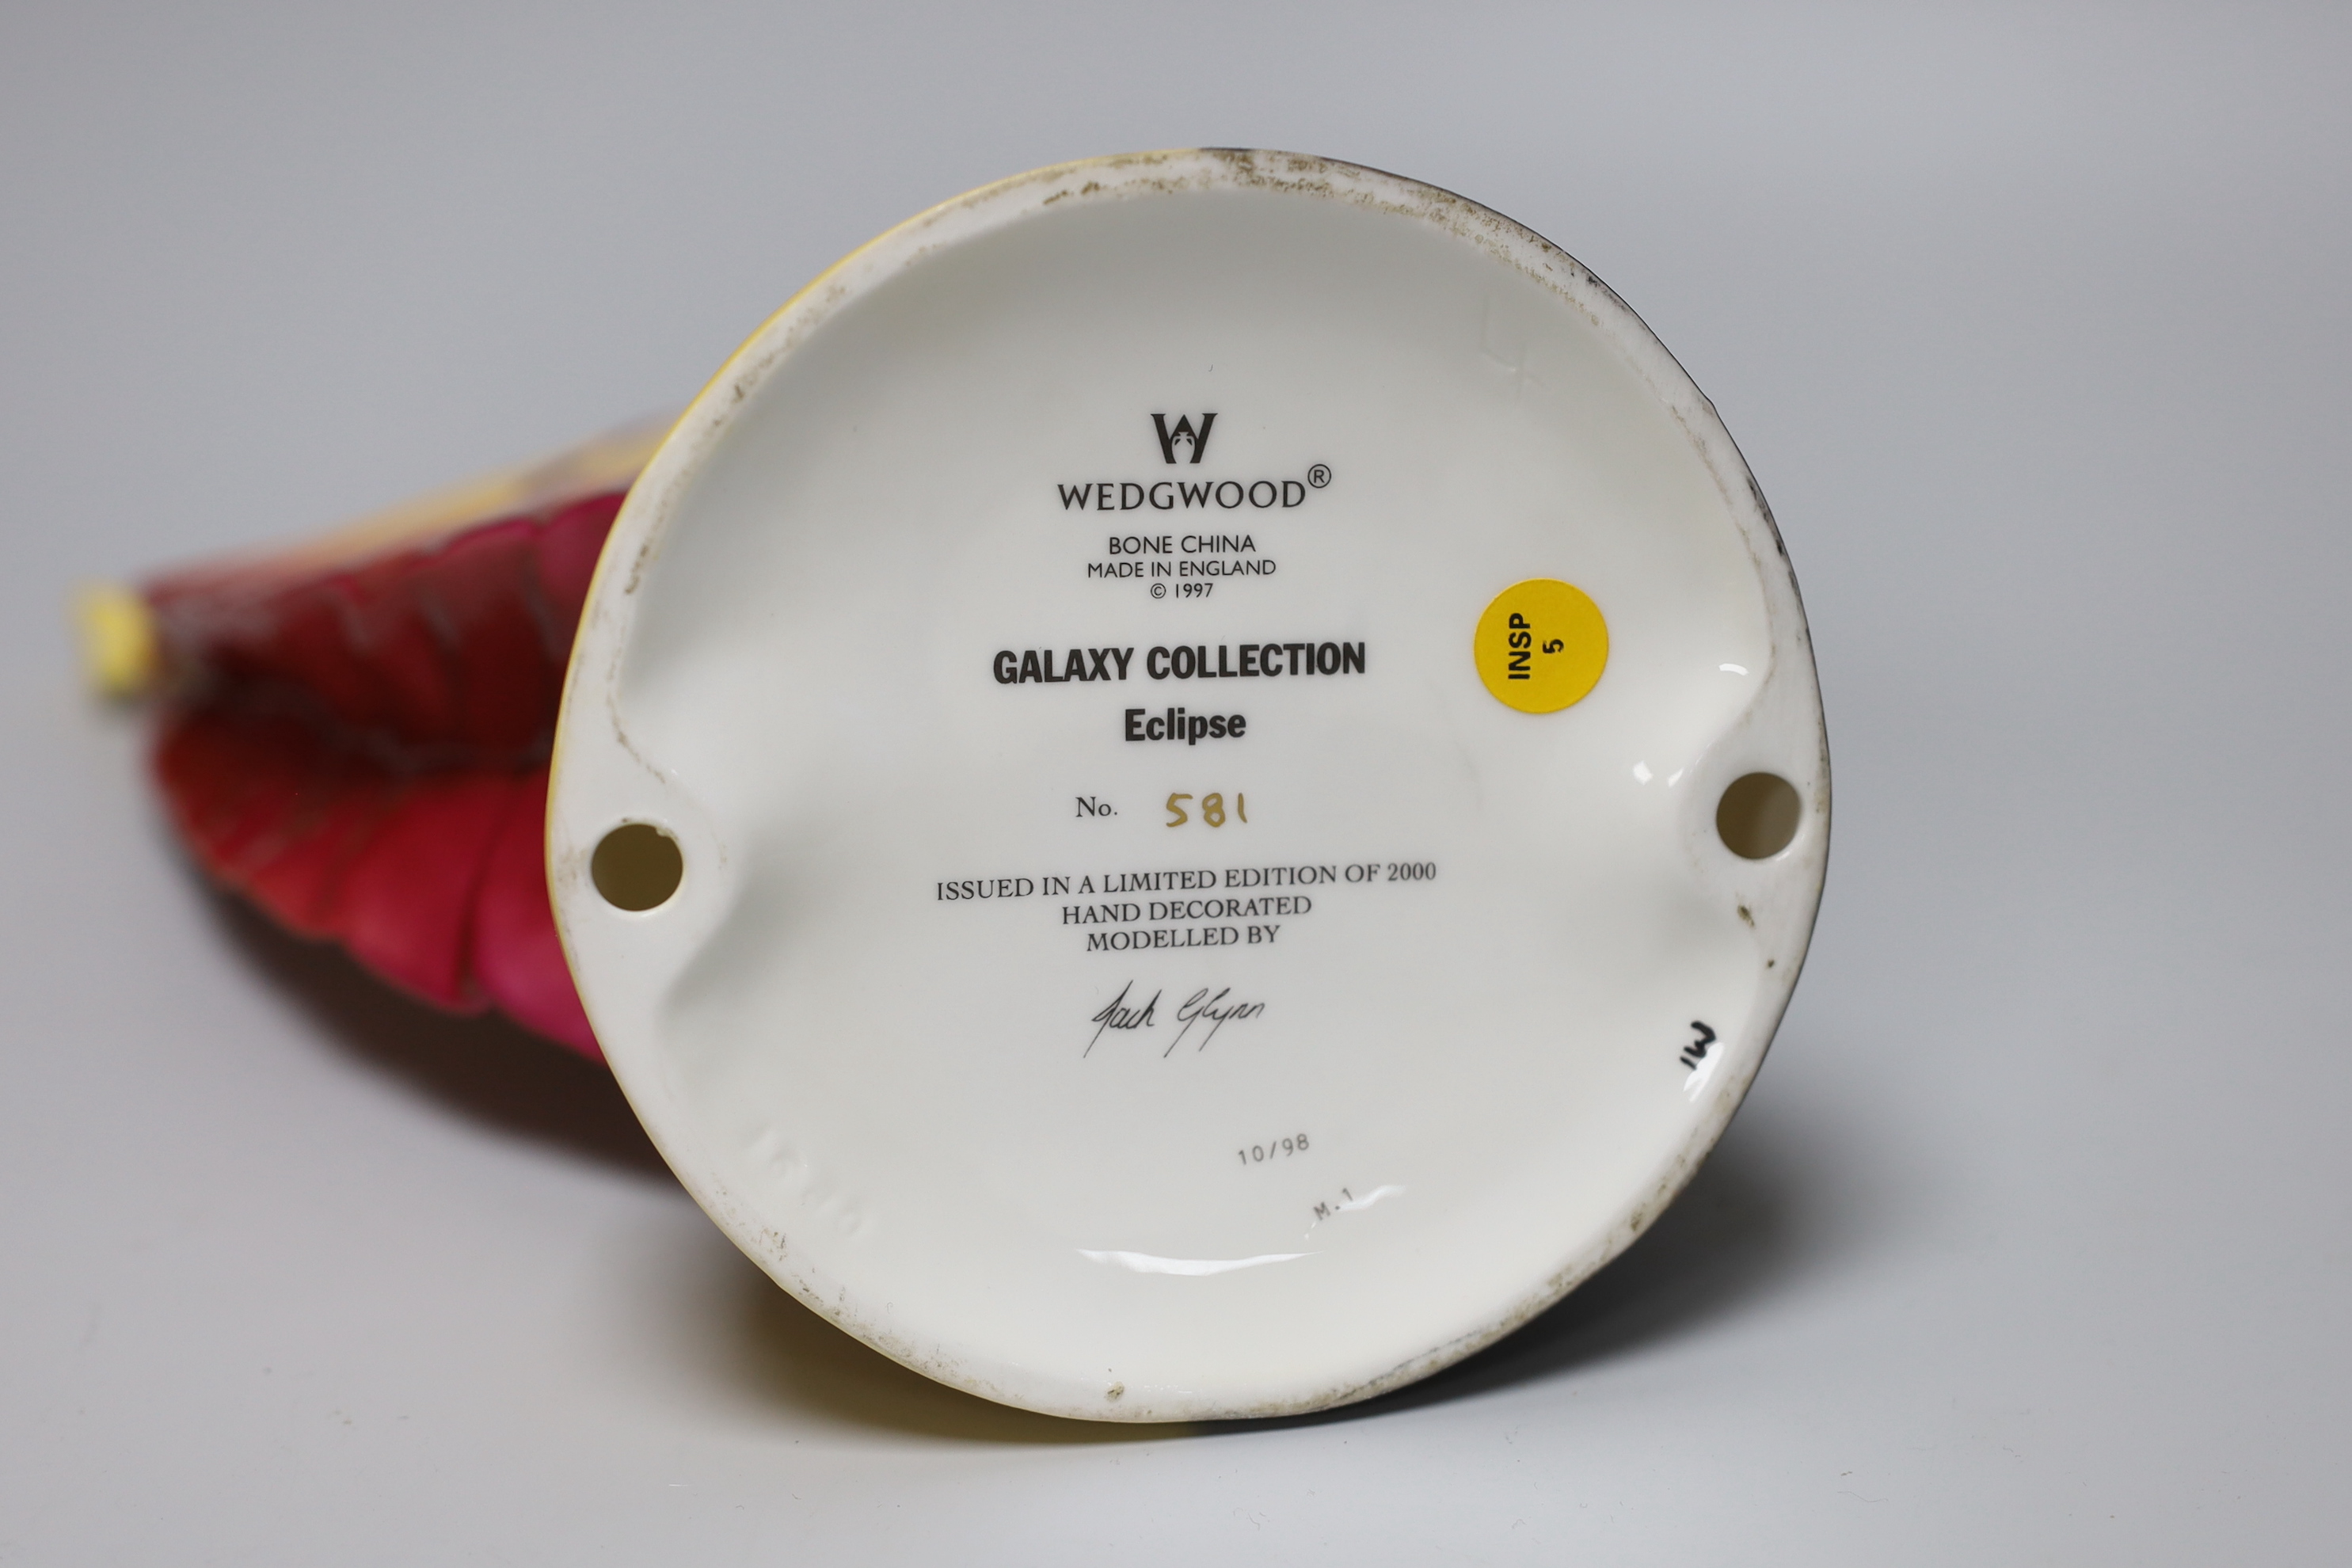 W
WEDGWOOD®
BONE CHINA
MADE IN ENGLAND
© 1997
GALAXY COLLECTION
Eclipse
No. 581
ISSUED IN A LIMITED EDITION OF 2000
HAND DECORATED
MODELLED BY
Jack Glynn
10/98
M.1
INSP
5
4